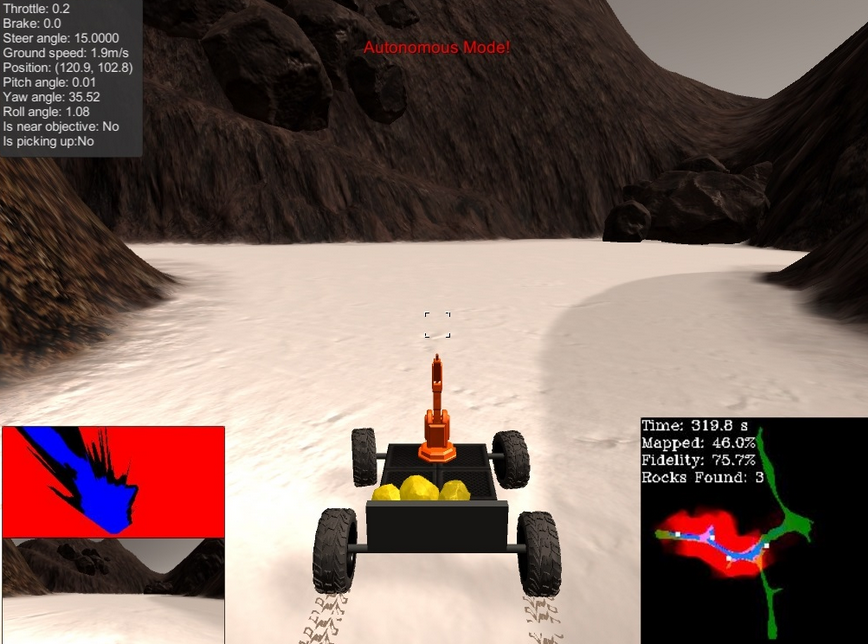 Throttle: 0.2
Brake: 0.0
Steer angle: 15.0000
Ground speed: 1.9m/s
Position: (120.9, 102.8)
Pitch angle: 0.01
Yaw angle: 35.52
Roll angle: 1.08
Is near objective: No
Is picking up:No
Autonomous Mode!
Time: 319.8 s
Mapped: 46.0%
Fidelity: 75.7%
Rocks Found: 3